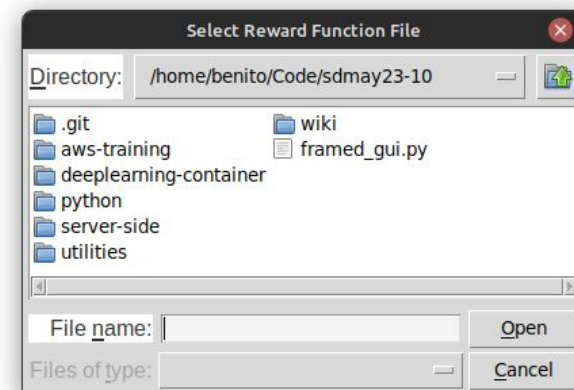 Select Reward Function File
Directory: /home/benito/Code/sdmay23-10
.git
aws-training
deeplearning-container
python
server-side
utilities
wiki
framed_gui.py
File name: Open
Files of type: Cancel